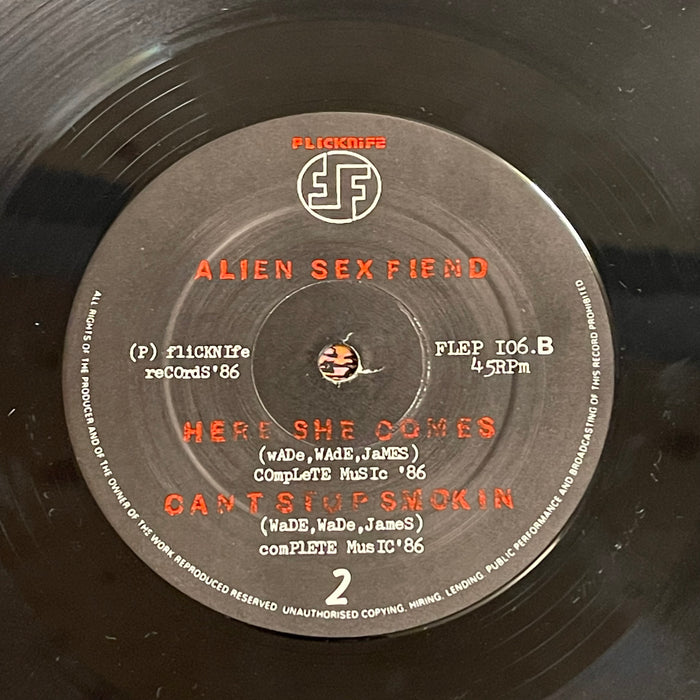 FLICKNIFE
ALIEN SEX FIEND
(P) fliCKNIfe
reCOrdS'86
FLEP 106.B
45RPm
HERE SHE COMES
(wADe,WAdE,JaMES)
COmpLeTE MuSIc '86
CANT STOP SMOKIN
(WaDE,WaDe,JameS)
comPlETE MusIC'86
2
ALL RIGHTS OF THE PRODUCER AND OF THE OWNER OF THE WORK REPRODUCED RESERVED UNAUTHORISED COPYING, HIRING, LENDING, PUBLIC PERFORMANCE AND BROADCASTING OF THIS RECORD PROHIBITED